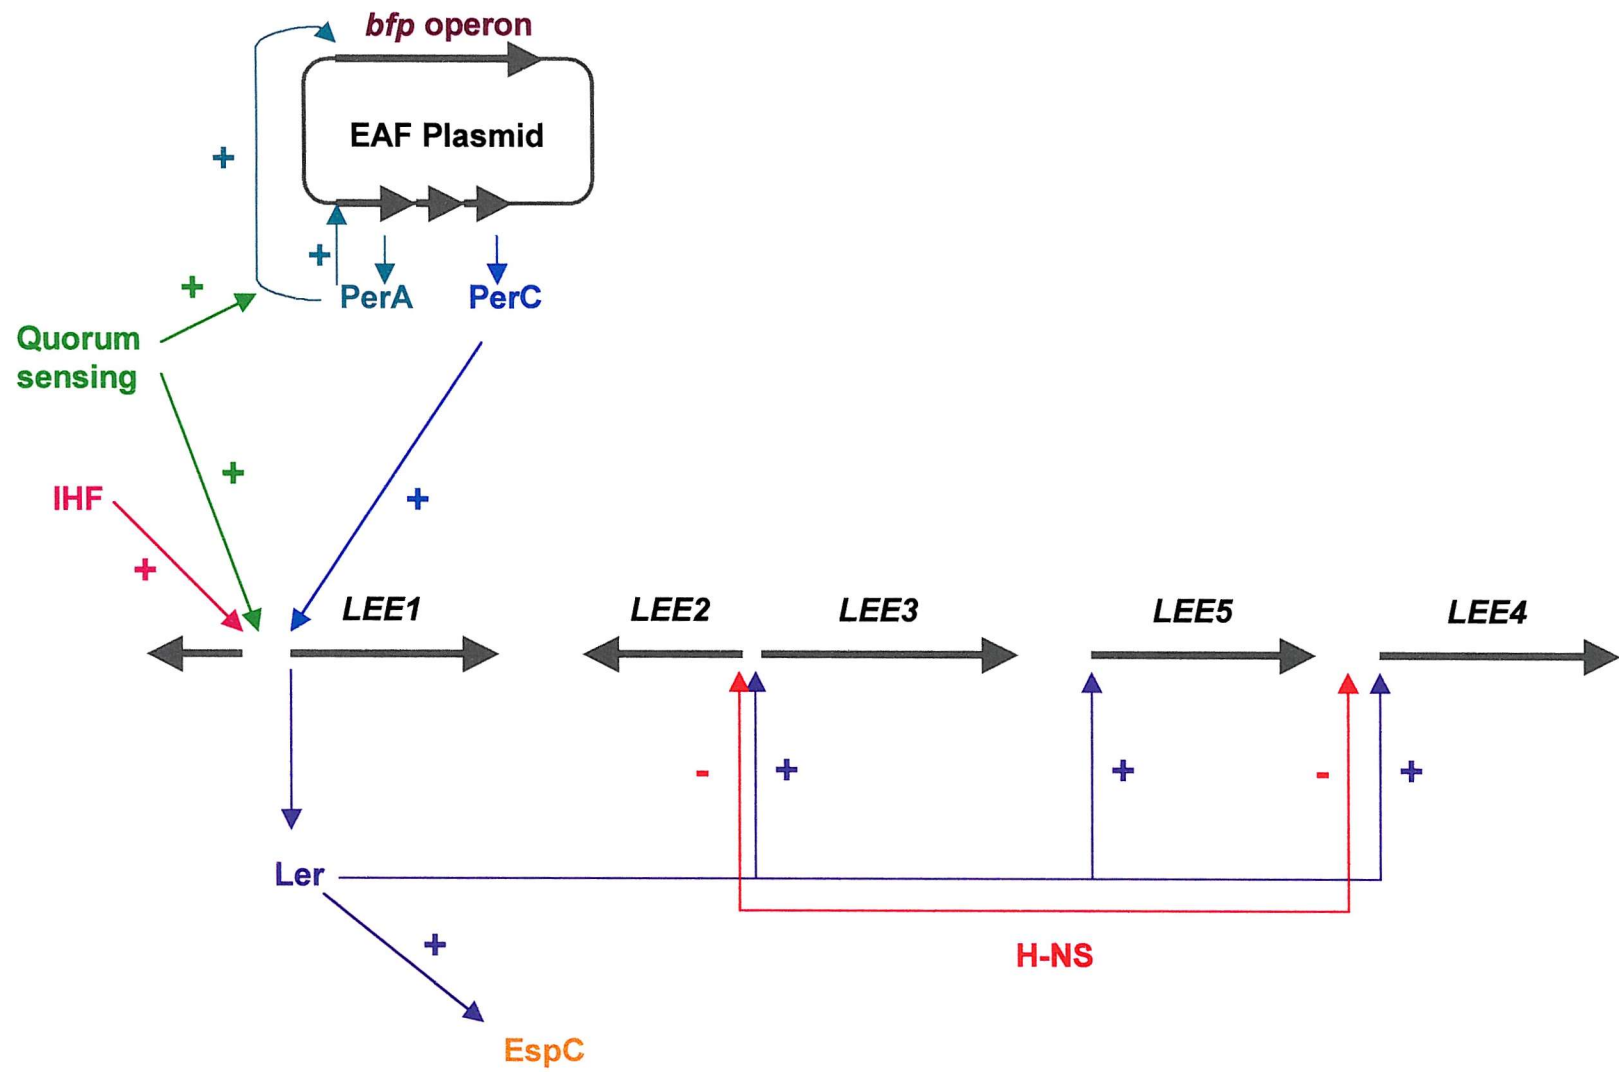 bfp operon
EAF Plasmid
+
+
PerA
PerC
+
Quorum
sensing
+
IHF
+
+
LEE1
LEE2
LEE3
LEE5
LEE4
-
+
+
-
+
Ler
+
H-NS
EspC